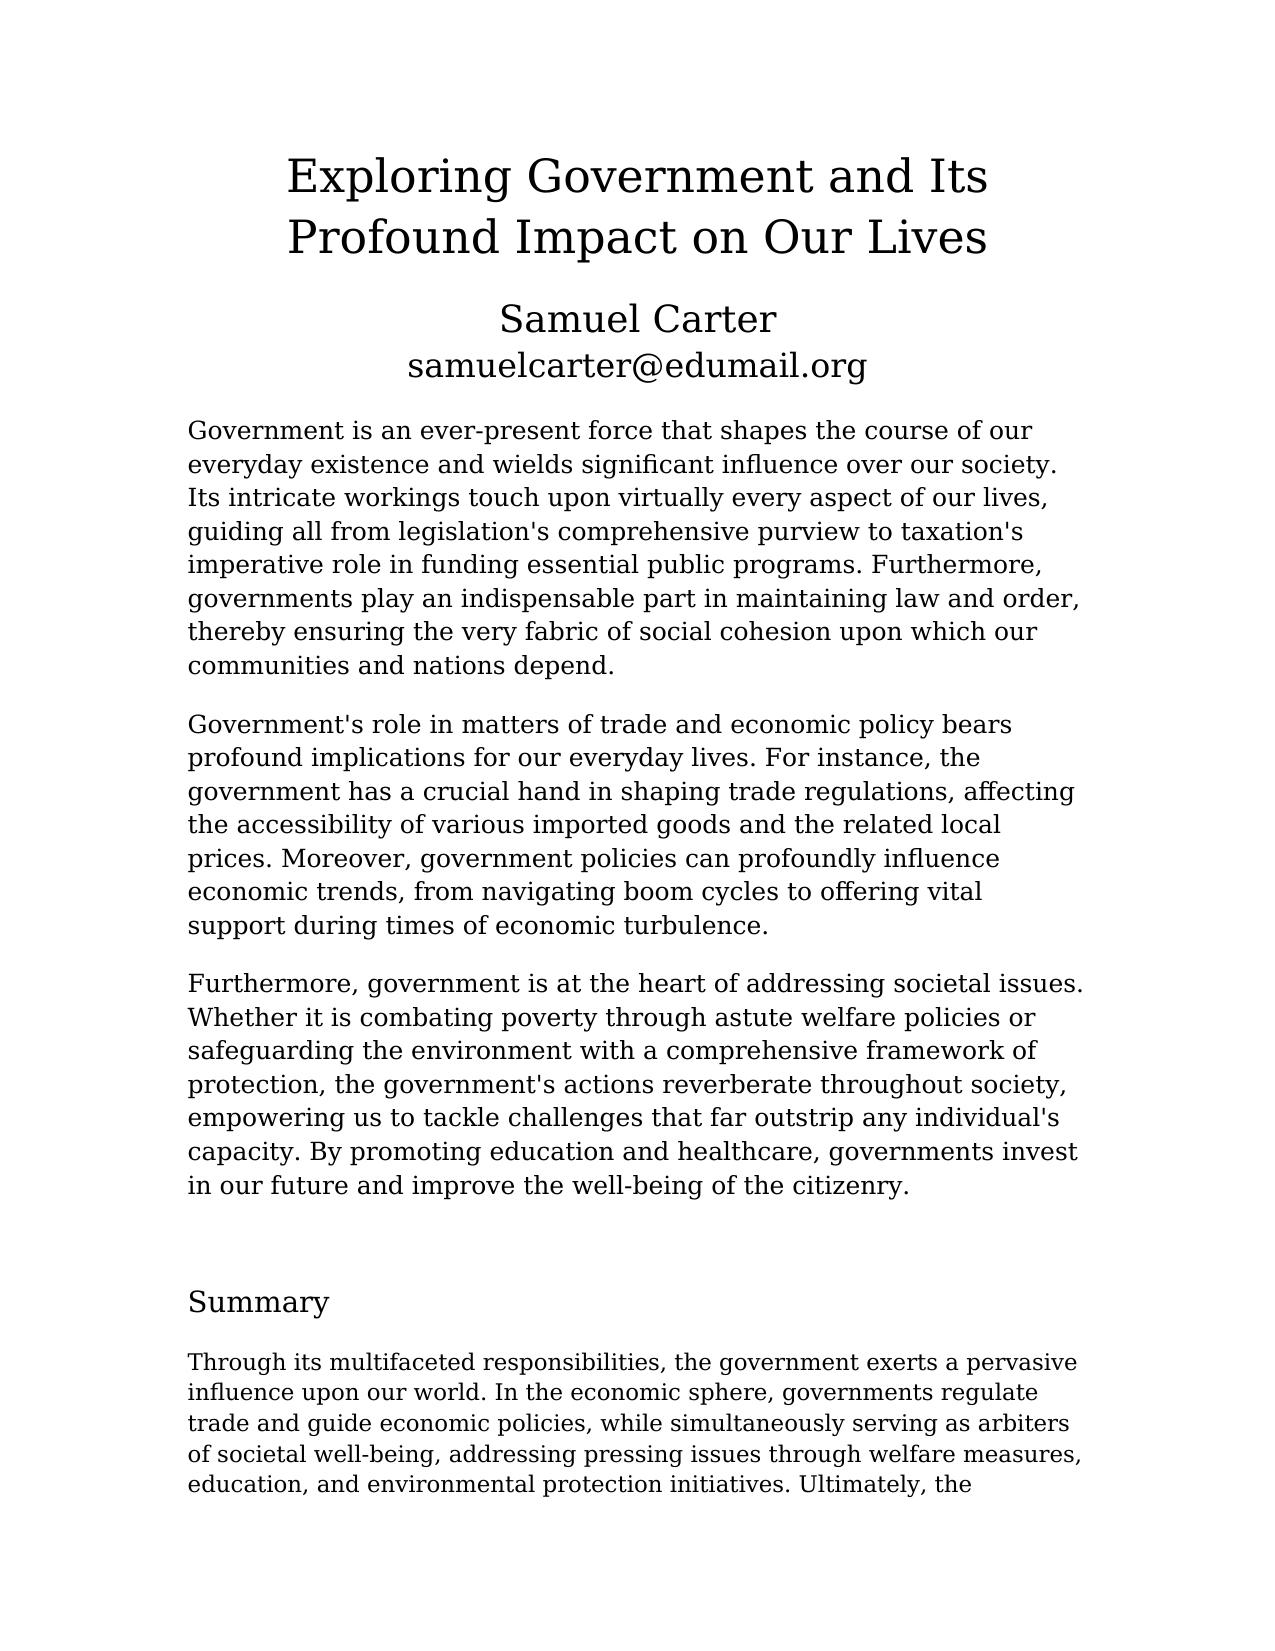 Exploring Government and Its
Profound Impact on Our Lives
Samuel Carter
samuelcarter@edumail.org
Government is an ever-present force that shapes the course of our
everyday existence and wields significant influence over our society.
Its intricate workings touch upon virtually every aspect of our lives,
guiding all from legislation's comprehensive purview to taxation's
imperative role in funding essential public programs. Furthermore,
governments play an indispensable part in maintaining law and order,
thereby ensuring the very fabric of social cohesion upon which our
communities and nations depend.
Government's role in matters of trade and economic policy bears
profound implications for our everyday lives. For instance, the
government has a crucial hand in shaping trade regulations, affecting
the accessibility of various imported goods and the related local
prices. Moreover, government policies can profoundly influence
economic trends, from navigating boom cycles to offering vital
support during times of economic turbulence.
Furthermore, government is at the heart of addressing societal issues.
Whether it is combating poverty through astute welfare policies or
safeguarding the environment with a comprehensive framework of
protection, the government's actions reverberate throughout society,
empowering us to tackle challenges that far outstrip any individual's
capacity. By promoting education and healthcare, governments invest
in our future and improve the well-being of the citizenry.
Summary
Through its multifaceted responsibilities, the government exerts a pervasive
influence upon our world. In the economic sphere, governments regulate
trade and guide economic policies, while simultaneously serving as arbiters
of societal well-being, addressing pressing issues through welfare measures,
education, and environmental protection initiatives. Ultimately, the